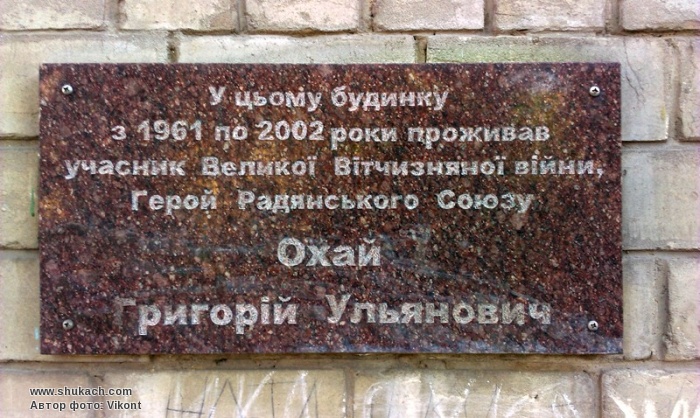 У цьому будинку
з 1961 по 2002 роки проживав
учасник Великої Вітчизняної війни,
Герой Радянського Союзу
Охай
Григорій Ульянович
www.shukach.com
Автор фото: Vikont